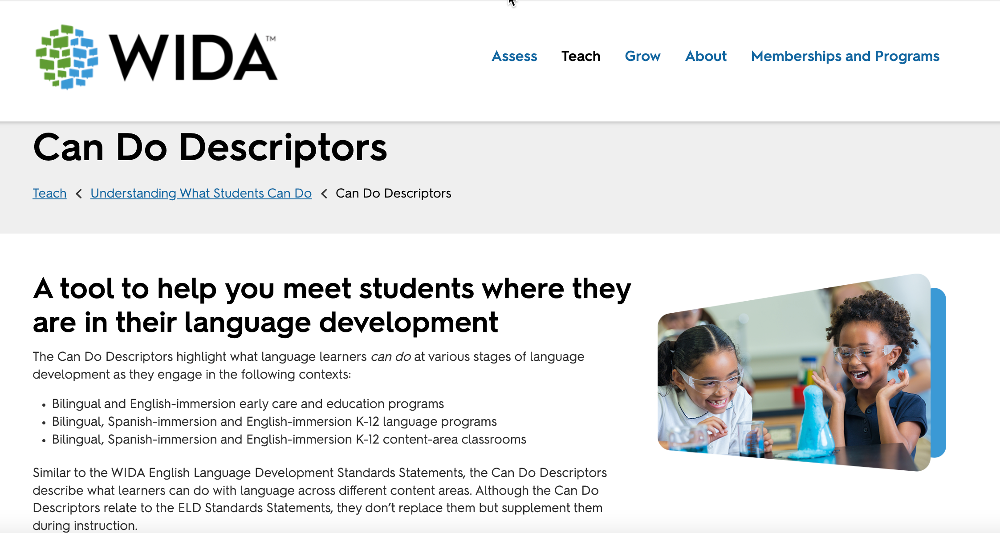 WIDA™
Assess Teach Grow About Memberships and Programs
Can Do Descriptors
Teach < Understanding What Students Can Do < Can Do Descriptors
A tool to help you meet students where they
are in their language development
The Can Do Descriptors highlight what language learners can do at various stages of language
development as they engage in the following contexts:
• Bilingual and English-immersion early care and education programs
• Bilingual, Spanish-immersion and English-immersion K-12 language programs
• Bilingual, Spanish-immersion and English-immersion K-12 content-area classrooms
Similar to the WIDA English Language Development Standards Statements, the Can Do Descriptors
describe what learners can do with language across different content areas. Although the Can Do
Descriptors relate to the ELD Standards Statements, they don’t replace them but supplement them
during instruction.